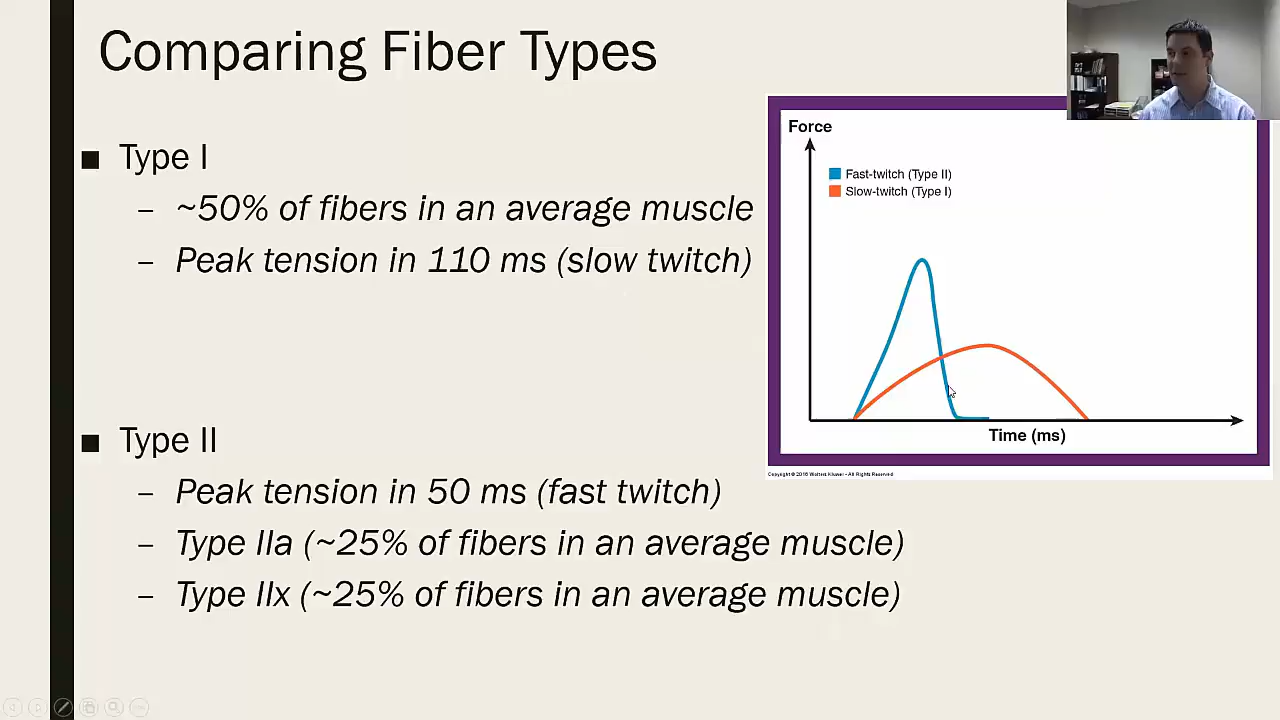 Comparing Fiber Types
■ Type I
– ~50% of fibers in an average muscle
– Peak tension in 110 ms (slow twitch)
■ Type II
– Peak tension in 50 ms (fast twitch)
– Type IIa (~25% of fibers in an average muscle)
– Type IIx (~25% of fibers in an average muscle)
Force
Fast-twitch (Type II)
Slow-twitch (Type I)
Time (ms)
Copyright © 2016 Wolters Kluwer - All Rights Reserved